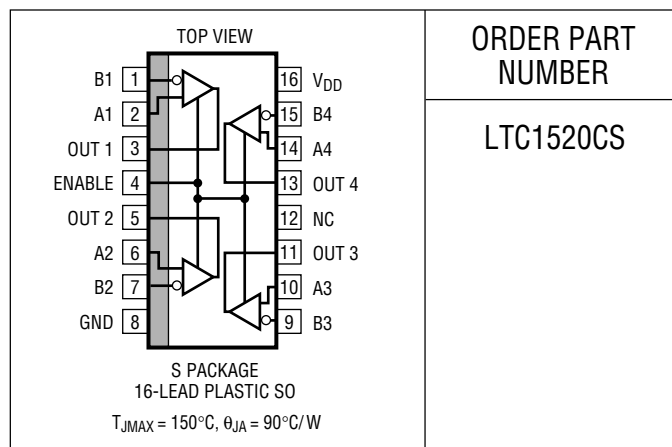 TOP VIEW
B1 1
A1 2
OUT 1 3
ENABLE 4
OUT 2 5
A2 6
B2 7
GND 8
16 VDD
15 B4
14 A4
13 OUT 4
12 NC
11 OUT 3
10 A3
9 B3
S PACKAGE
16-LEAD PLASTIC SO
TJMAX = 150°C, θJA = 90°C/W
ORDER PART
NUMBER
LTC1520CS